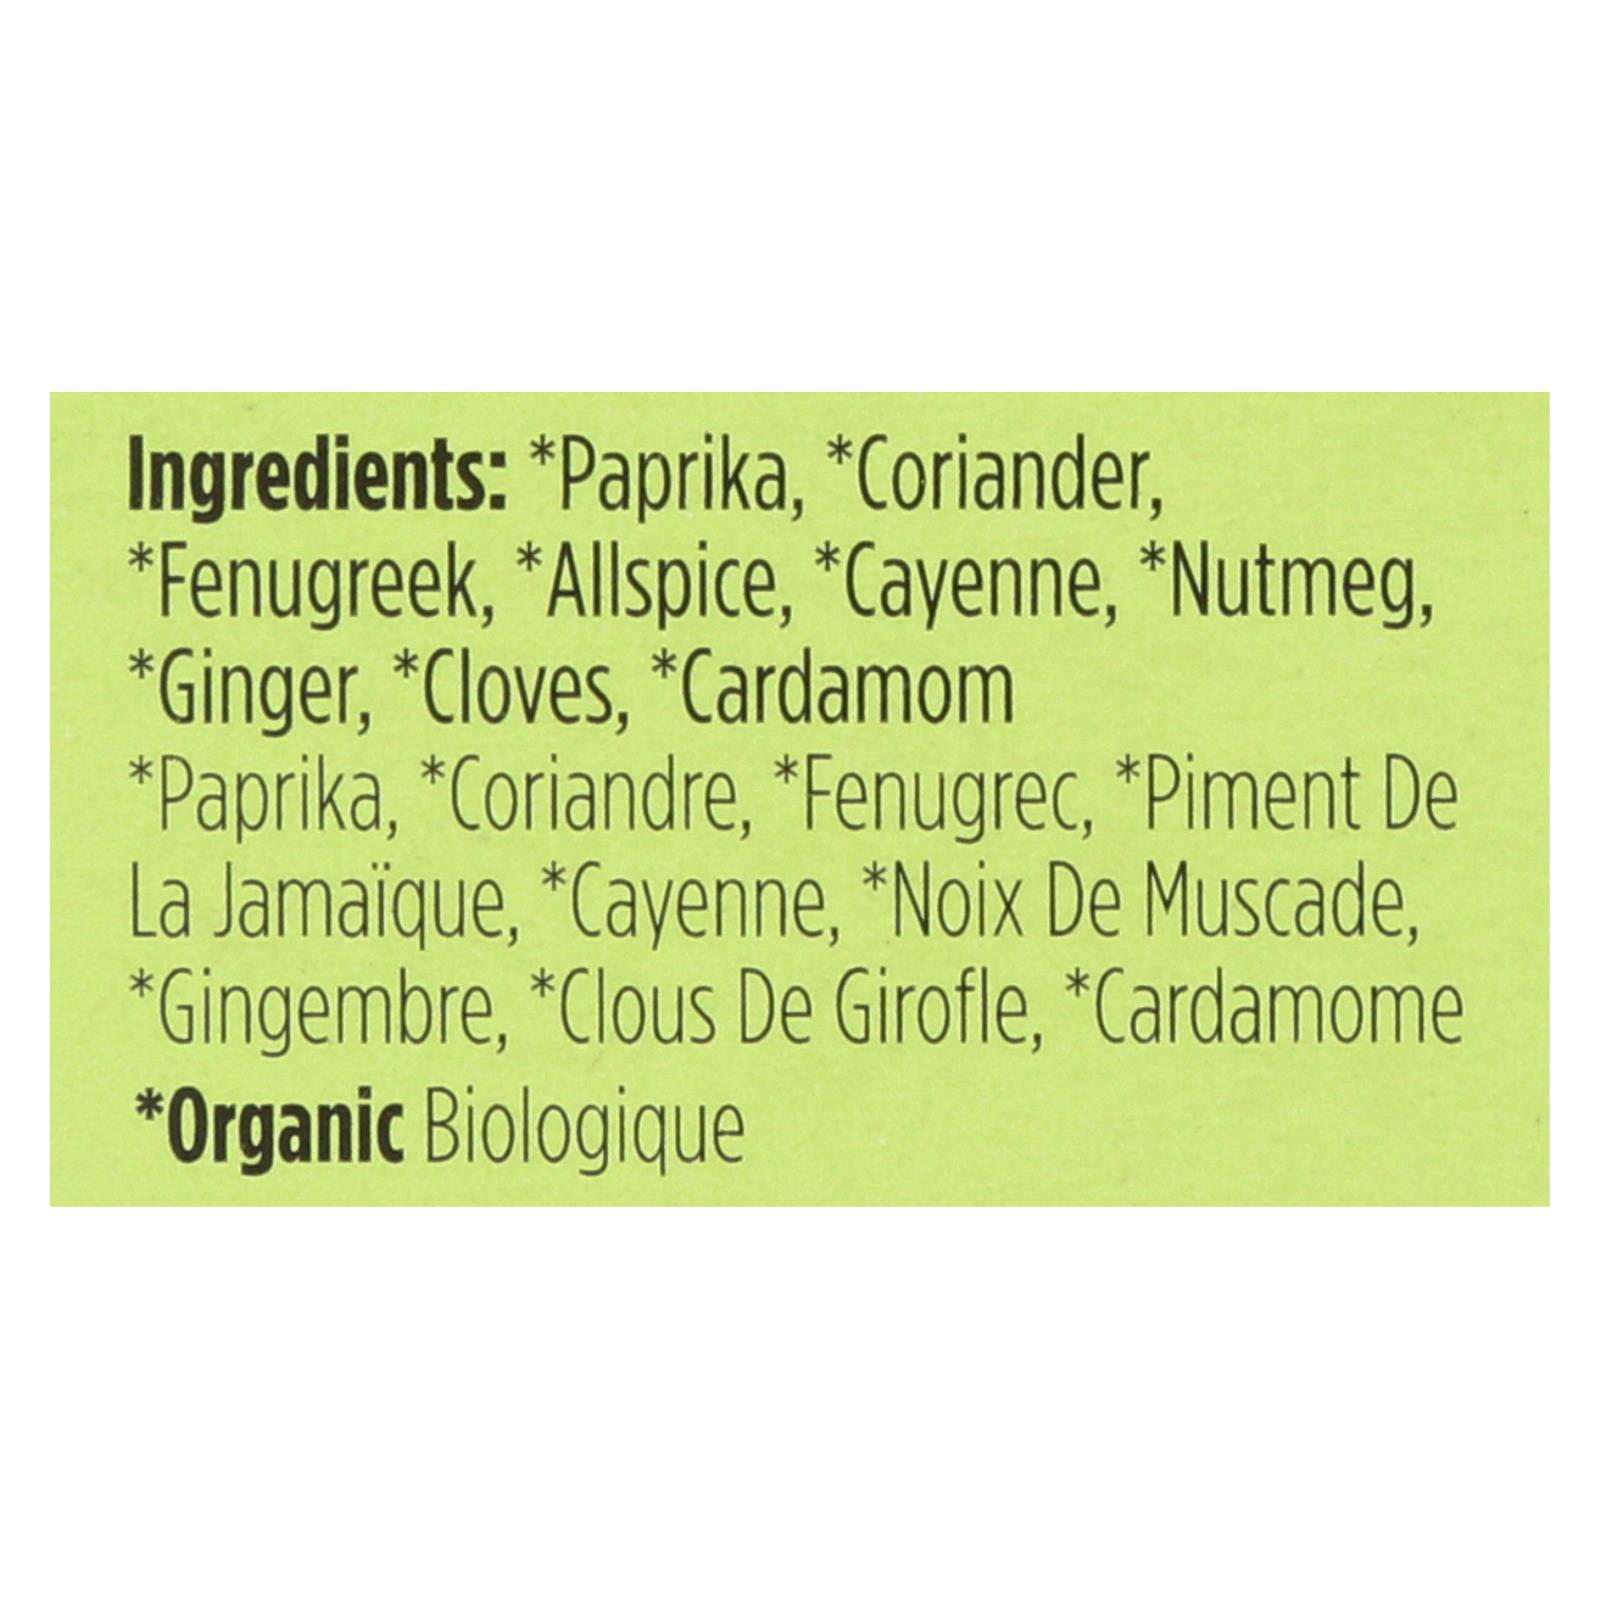 Ingredients: *Paprika, *Coriander,
*Fenugreek, *Allspice, *Cayenne, *Nutmeg,
*Ginger, *Cloves, *Cardamom
*Paprika, *Coriandre, *Fenugrec, *Piment De
La Jamaïque, *Cayenne, *Noix De Muscade,
*Gingembre, *Clous De Girofle, *Cardamome
*Organic Biologique